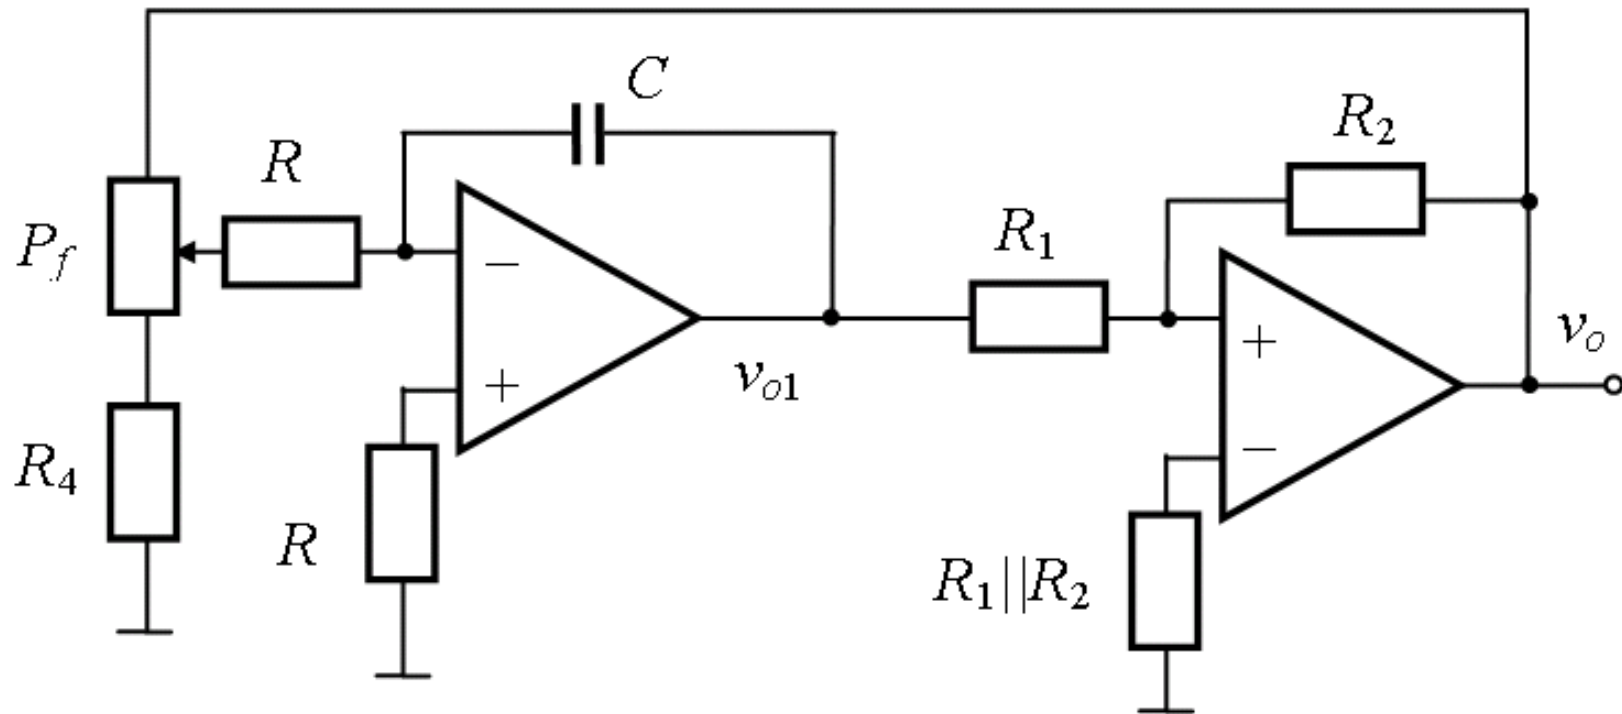 C
R₂
R
R₁
P_f
−
+
v_o
+
v_o1
−
R₄
R
R₁||R₂